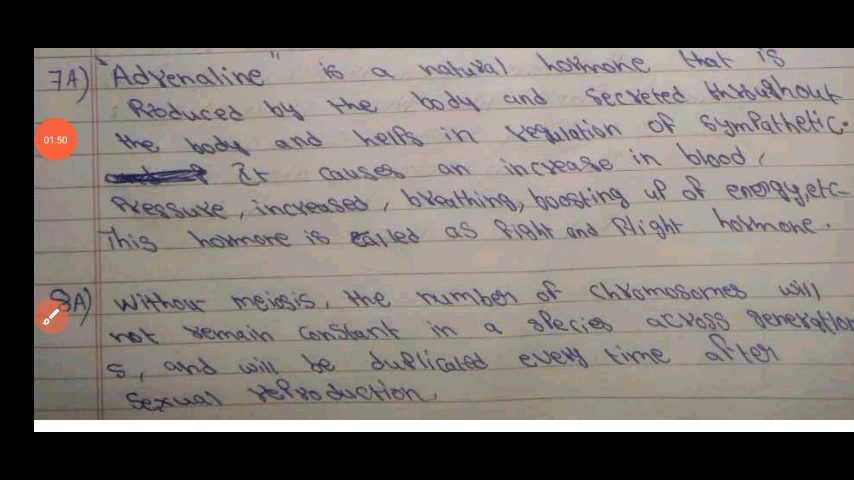 7A) "Adrenaline" is a natural hormone that is
Produced by the body and secreted throughout
the body and helps in regulation of sympathetic.
It causes an increase in blood,
Pressure, increased, breathing, boosting up of energy, etc-
This hormone is called as fight and flight hormone.
8A) without meiosis, the number of chromosomes will
not remain constant in a species across generation
s, and will be duplicated every time after
sexual reproduction.
01:50